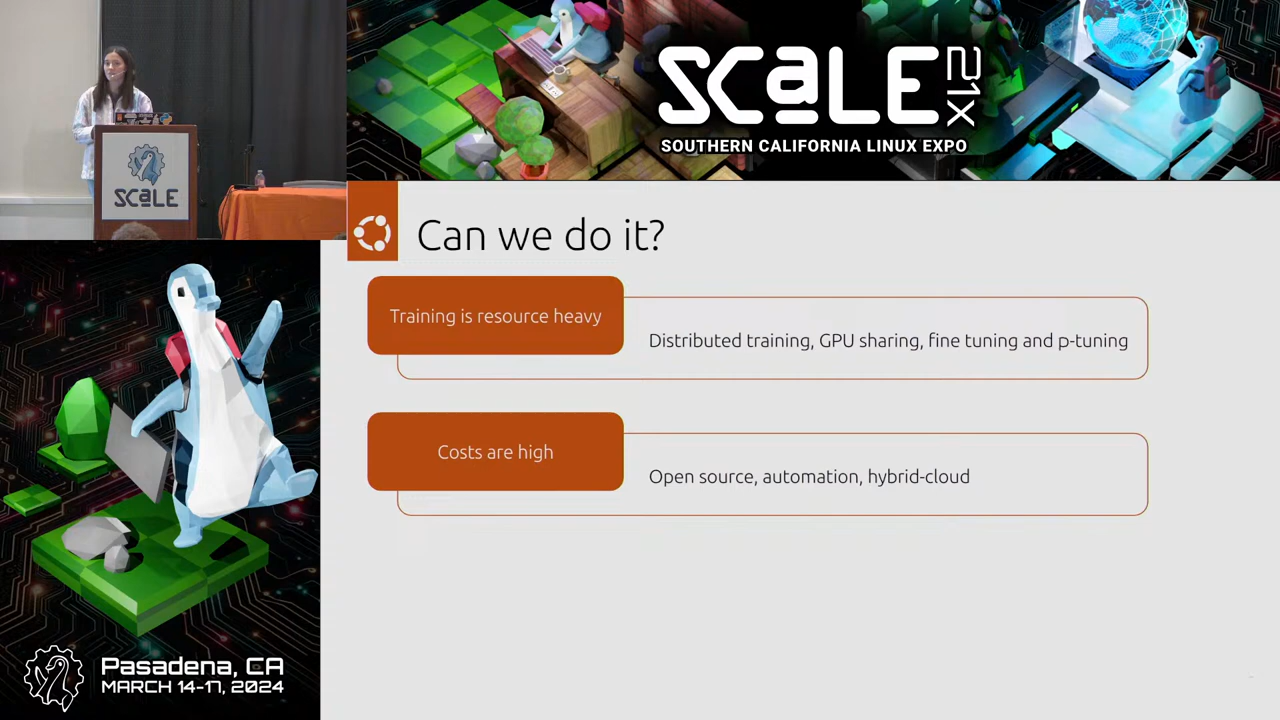 SCALE
SCALE 21X
SOUTHERN CALIFORNIA LINUX EXPO
Can we do it?
Training is resource heavy
Distributed training, GPU sharing, fine tuning and p-tuning
Costs are high
Open source, automation, hybrid-cloud
Pasadena, CA
MARCH 14-17, 2024